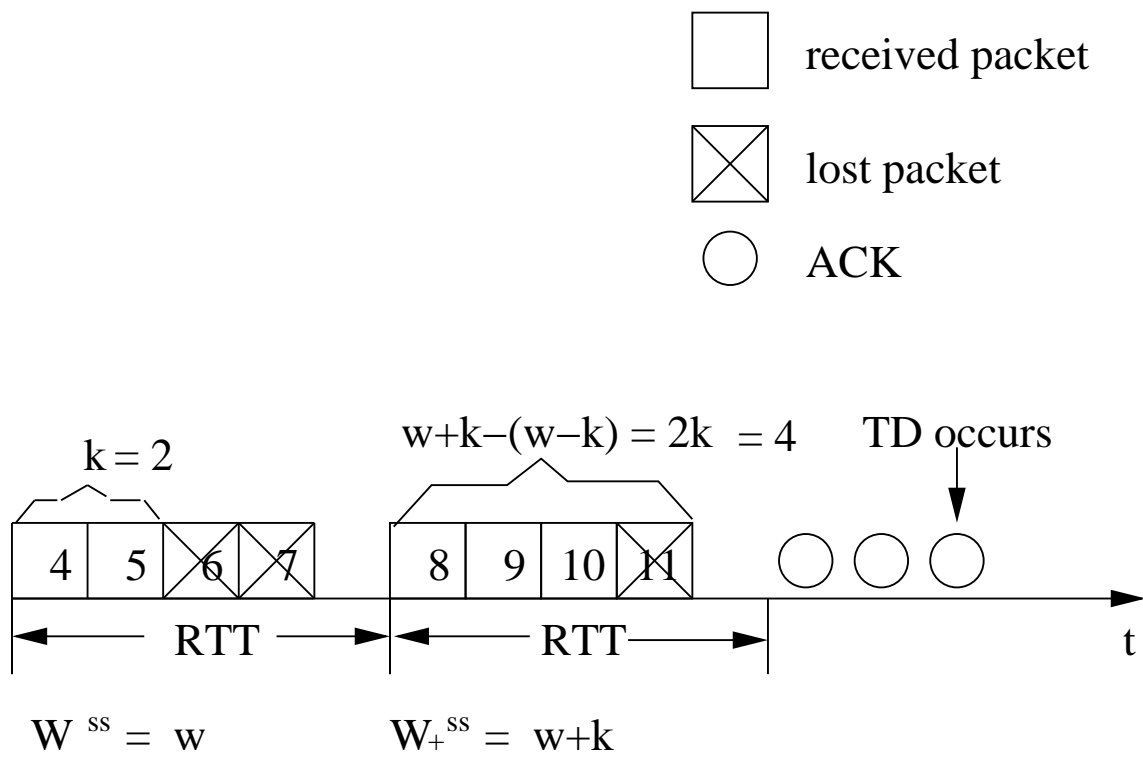 received packet
lost packet
ACK
w+k−(w−k) = 2k = 4
TD occurs
k = 2
4 5 6 7 8 9 10 11
RTT RTT t
W ss = w W+ ss = w+k